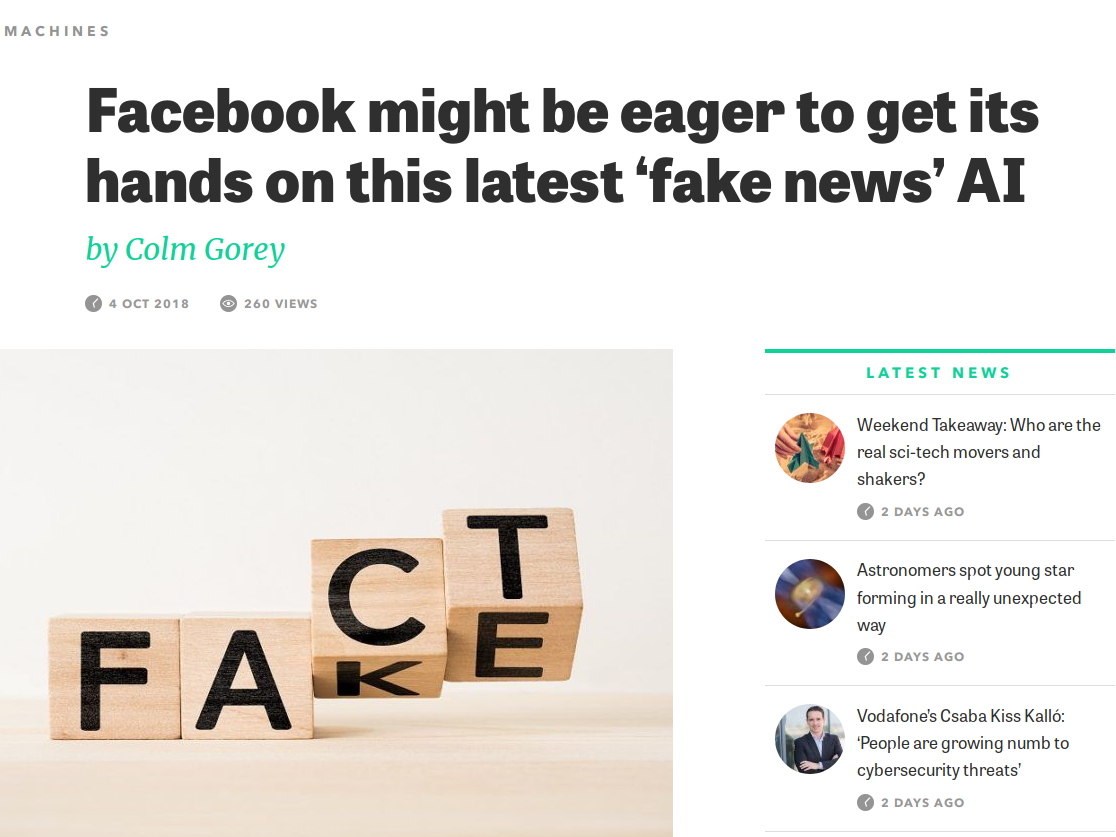 MACHINES
Facebook might be eager to get its
hands on this latest ‘fake news’ AI
by Colm Gorey
4 OCT 2018 260 VIEWS
FACT
KE
LATEST NEWS
Weekend Takeaway: Who are the
real sci-tech movers and
shakers?
2 DAYS AGO
Astronomers spot young star
forming in a really unexpected
way
2 DAYS AGO
Vodafone’s Csaba Kiss Kalló:
‘People are growing numb to
cybersecurity threats’
2 DAYS AGO